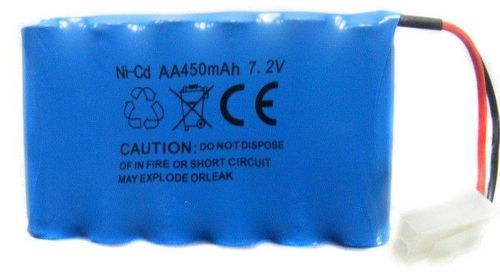 Ni-Cd AA450mAh 7.2V
Cd CE
CAUTION: DO NOT DISPOSE
OF IN FIRE OR SHORT CIRCUIT
MAY EXPLODE ORLEAK